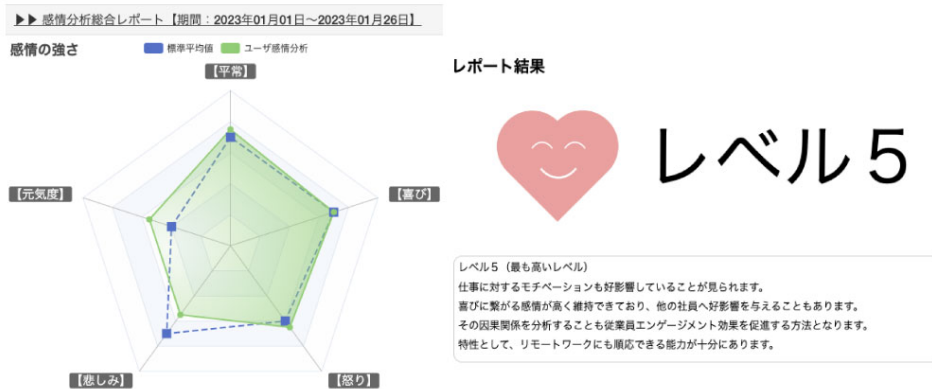 ▶▶ 感情分析総合レポート【期間:2023年01月01日〜2023年01月26日】
感情の強さ
標準平均値 ユーザ感情分析
【平常】
【元気度】
【喜び】
【悲しみ】
【怒り】
レポート結果
レベル5
レベル5(最も高いレベル)
仕事に対するモチベーションも好影響していることが見られます。
喜びに繋がる感情が高く維持できており、他の社員へ好影響を与えることもあります。
その因果関係を分析することも従業員エンゲージメント効果を促進する方法となります。
特性として、リモートワークにも順応できる能力が十分にあります。